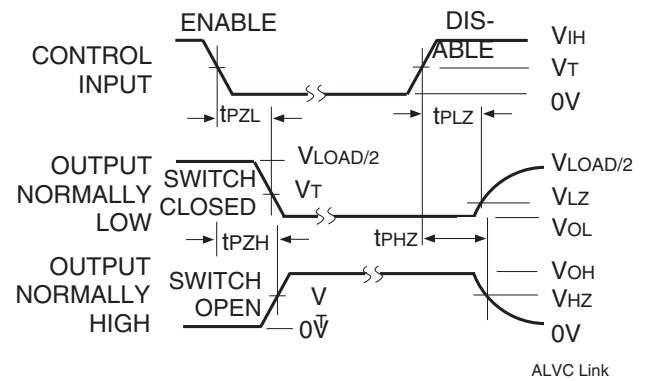 ENABLE
DIS-
ABLE
CONTROL
INPUT
VIH
VT
0V
tPZL
tPLZ
OUTPUT
NORMALLY
LOW
SWITCH
CLOSED
VLOAD/2
VT
VLOAD/2
VLZ
VOL
tPZH
tPHZ
OUTPUT
NORMALLY
HIGH
SWITCH
OPEN
VT
0V
VOH
VHZ
0V
ALVC Link